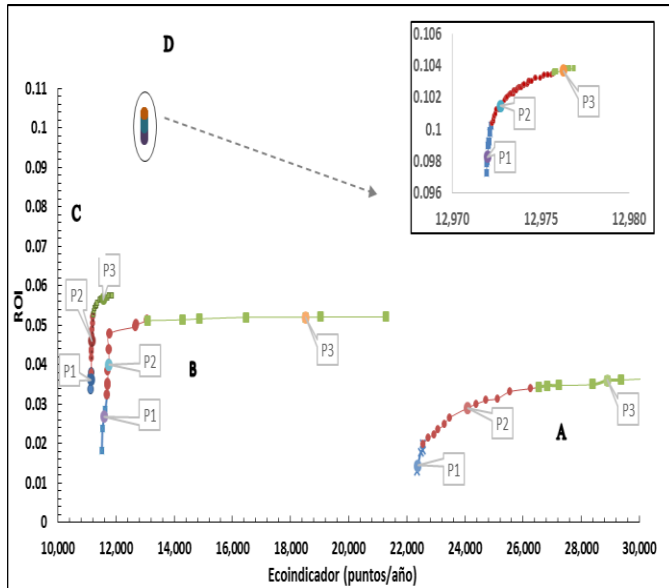 D
0.106
0.104
0.102
0.1
0.098
0.096
12,970 12,975 12,980
P1
P2
P3
0.11
0.1
0.09
0.08
0.07
0.06
0.05
0.04
0.03
0.02
0.01
0
ROI
C
P3
P2
P1
B
P3
P2
P1
A
P1
P2
P3
10,000 12,000 14,000 16,000 18,000 20,000 22,000 24,000 26,000 28,000 30,000
Ecoindicador (puntos/año)